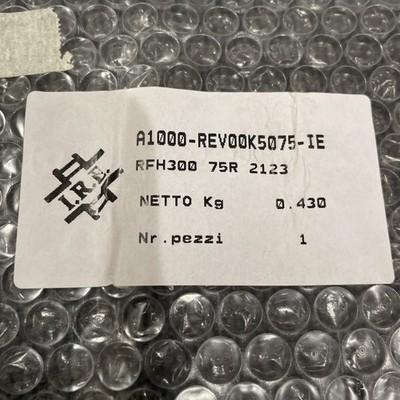 A1000-REV00K5075-IE
RFH300 75R 2123
I.R.E.
NETTO Kg 0.430
Nr.pezzi 1